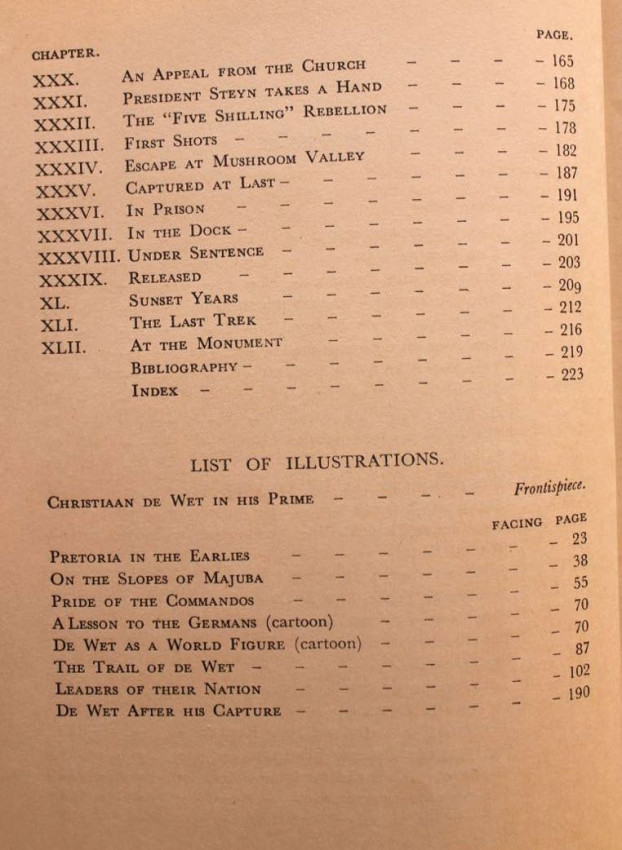 CHAPTER. PAGE.
XXX. AN APPEAL FROM THE CHURCH – – – – 165
XXXI. PRESIDENT STEYN TAKES A HAND – – – – 168
XXXII. THE "FIVE SHILLING" REBELLION – – – – 175
XXXIII. FIRST SHOTS – – – – – – – – 178
XXXIV. ESCAPE AT MUSHROOM VALLEY – – – – 182
XXXV. CAPTURED AT LAST – – – – – – – 187
XXXVI. IN PRISON – – – – – – – – 191
XXXVII. IN THE DOCK – – – – – – – – 195
XXXVIII. UNDER SENTENCE – – – – – – – 201
XXXIX. RELEASED – – – – – – – – 203
XL. SUNSET YEARS – – – – – – – 209
XLI. THE LAST TREK – – – – – – – 212
XLII. AT THE MONUMENT – – – – – – 216
BIBLIOGRAPHY – – – – – – – – 219
INDEX – – – – – – – – – 223
LIST OF ILLUSTRATIONS.
CHRISTIAAN DE WET IN HIS PRIME – – – – Frontispiece.
FACING PAGE
PRETORIA IN THE EARLIES – – – – – – – 23
ON THE SLOPES OF MAJUBA – – – – – – – 38
PRIDE OF THE COMMANDOS – – – – – – – 55
A LESSON TO THE GERMANS (cartoon) – – – – – 70
DE WET AS A WORLD FIGURE (cartoon) – – – – – 70
THE TRAIL OF DE WET – – – – – – – – 87
LEADERS OF THEIR NATION – – – – – – – 102
DE WET AFTER HIS CAPTURE – – – – – – – 190